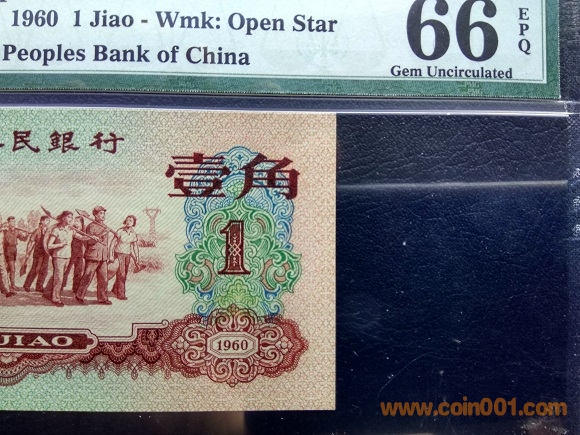 1960 1 Jiao - Wmk: Open Star
Peoples Bank of China
66
EPQ
Gem Uncirculated
民銀行
壹角
1
JIAO
1960
www.coin001.com